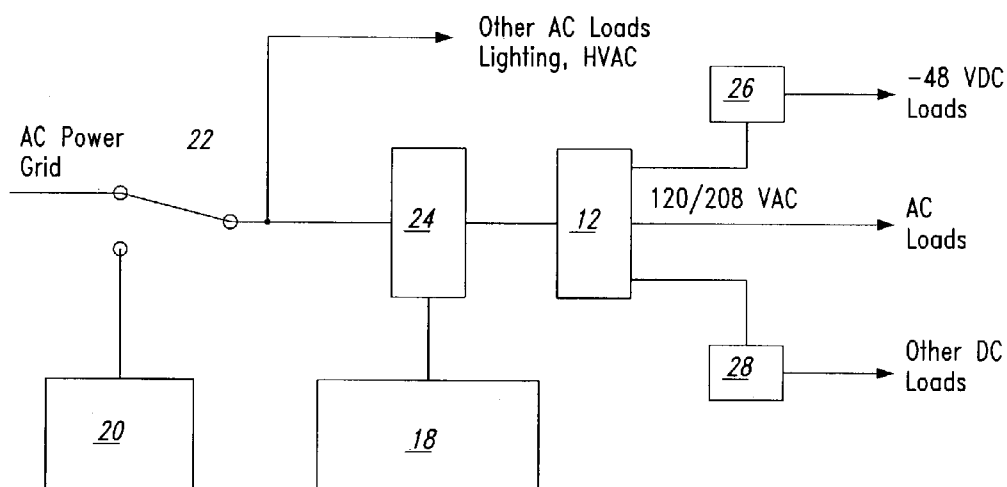 Other AC Loads
Lighting, HVAC
26
-48 VDC
Loads
AC Power
Grid
22
24
12
120/208 VAC
AC
Loads
20
18
28
Other DC
Loads